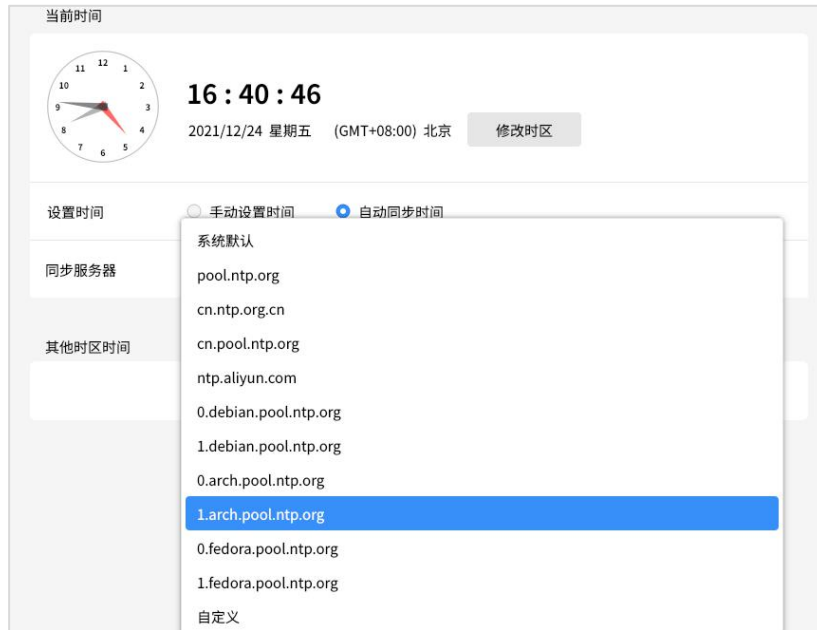 当前时间
11 12 1
10 2
9 3
8 4
7 6 5
16 : 40 : 46
2021/12/24 星期五 (GMT+08:00) 北京 修改时区
设置时间 手动设置时间 自动同步时间
系统默认
同步服务器
pool.ntp.org
cn.ntp.org.cn
其他时区时间
cn.pool.ntp.org
ntp.aliyun.com
0.debian.pool.ntp.org
1.debian.pool.ntp.org
0.arch.pool.ntp.org
1.arch.pool.ntp.org
0.fedora.pool.ntp.org
1.fedora.pool.ntp.org
自定义